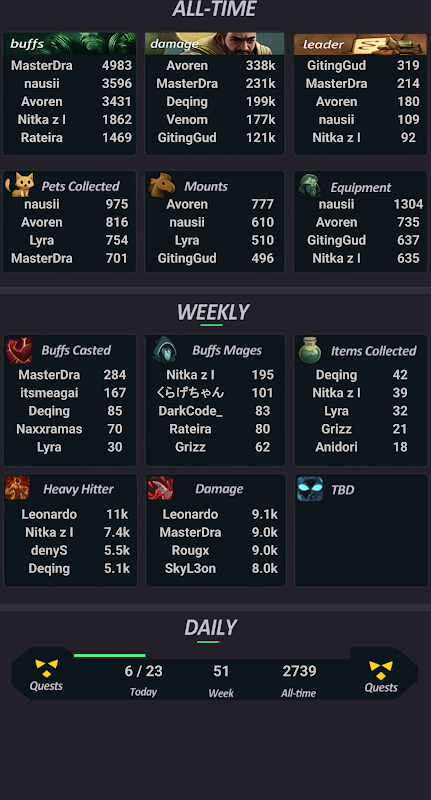 ALL-TIME
buffs
MasterDra 4983
nausii 3596
Avoren 3431
Nitka z l 1862
Rateira 1469
damage
Avoren 338k
MasterDra 231k
Deqing 199k
Venom 177k
GitingGud 121k
leader
GitingGud 319
MasterDra 214
Avoren 180
nausii 109
Nitka z l 92
Pets Collected
nausii 975
Avoren 816
Lyra 754
MasterDra 701
Mounts
Avoren 777
nausii 610
Lyra 510
GitingGud 496
Equipment
nausii 1304
Avoren 735
GitingGud 637
Nitka z l 635
WEEKLY
Buffs Casted
MasterDra 284
itsmeagai 167
Deqing 85
Naxxramas 70
Lyra 30
Buffs Mages
Nitka z l 195
くらげちゃん 101
DarkCode_ 83
Rateira 80
Grizz 62
Items Collected
Deqing 42
Nitka z l 39
Lyra 32
Grizz 21
Anidori 18
Heavy Hitter
Leonardo 11k
Nitka z l 7.4k
denyS 5.5k
Deqing 5.1k
Damage
Leonardo 9.1k
MasterDra 9.0k
Rougx 9.0k
SkyL3on 8.0k
TBD
DAILY
Quests
6 / 23
Today
51
Week
2739
All-time
Quests